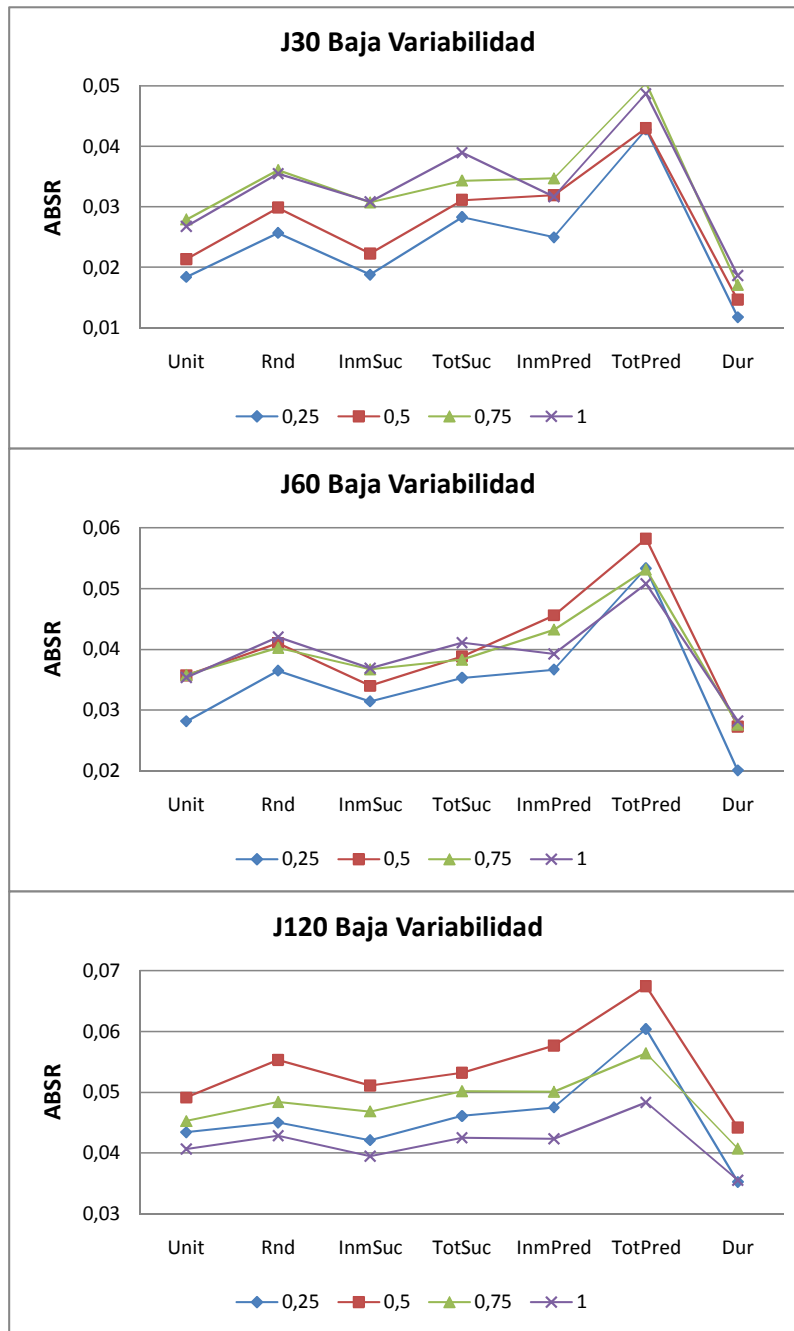 J30 Baja Variabilidad
0,05
0,04
0,03
0,02
0,01
ABSR
Unit Rnd InmSuc TotSuc InmPred TotPred Dur
0,25 0,5 0,75 1
J60 Baja Variabilidad
0,06
0,05
0,04
0,03
0,02
ABSR
Unit Rnd InmSuc TotSuc InmPred TotPred Dur
0,25 0,5 0,75 1
J120 Baja Variabilidad
0,07
0,06
0,05
0,04
0,03
ABSR
Unit Rnd InmSuc TotSuc InmPred TotPred Dur
0,25 0,5 0,75 1